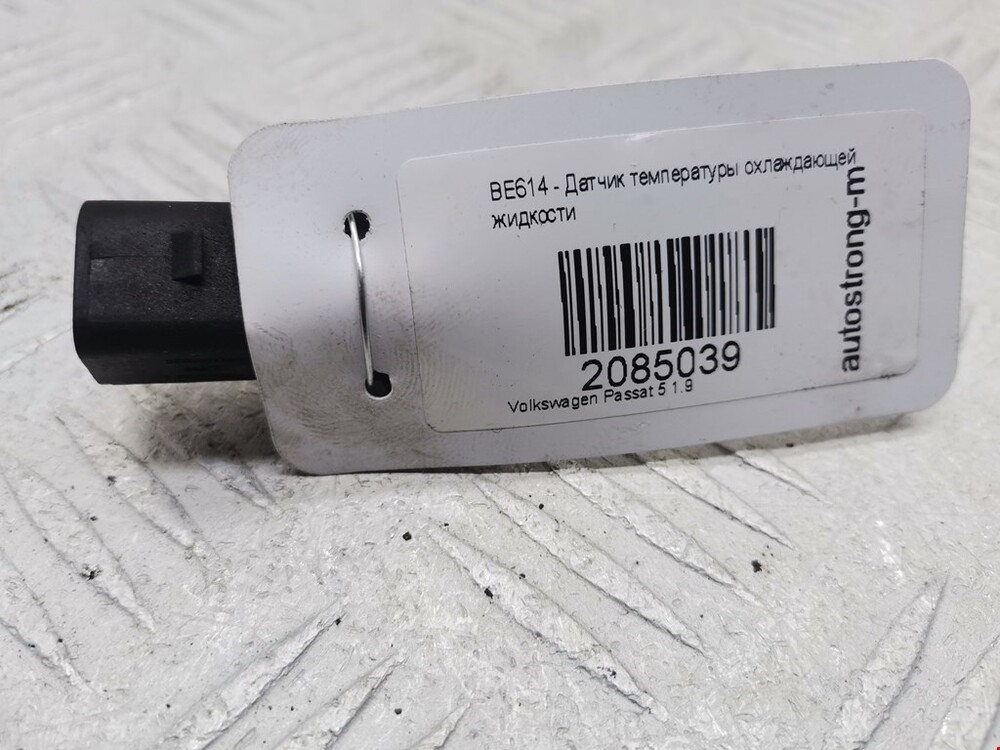 BE614 - Датчик температуры охлаждающей
жидкости
2085039
Volkswagen Passat 5 1.9
autostrong-m